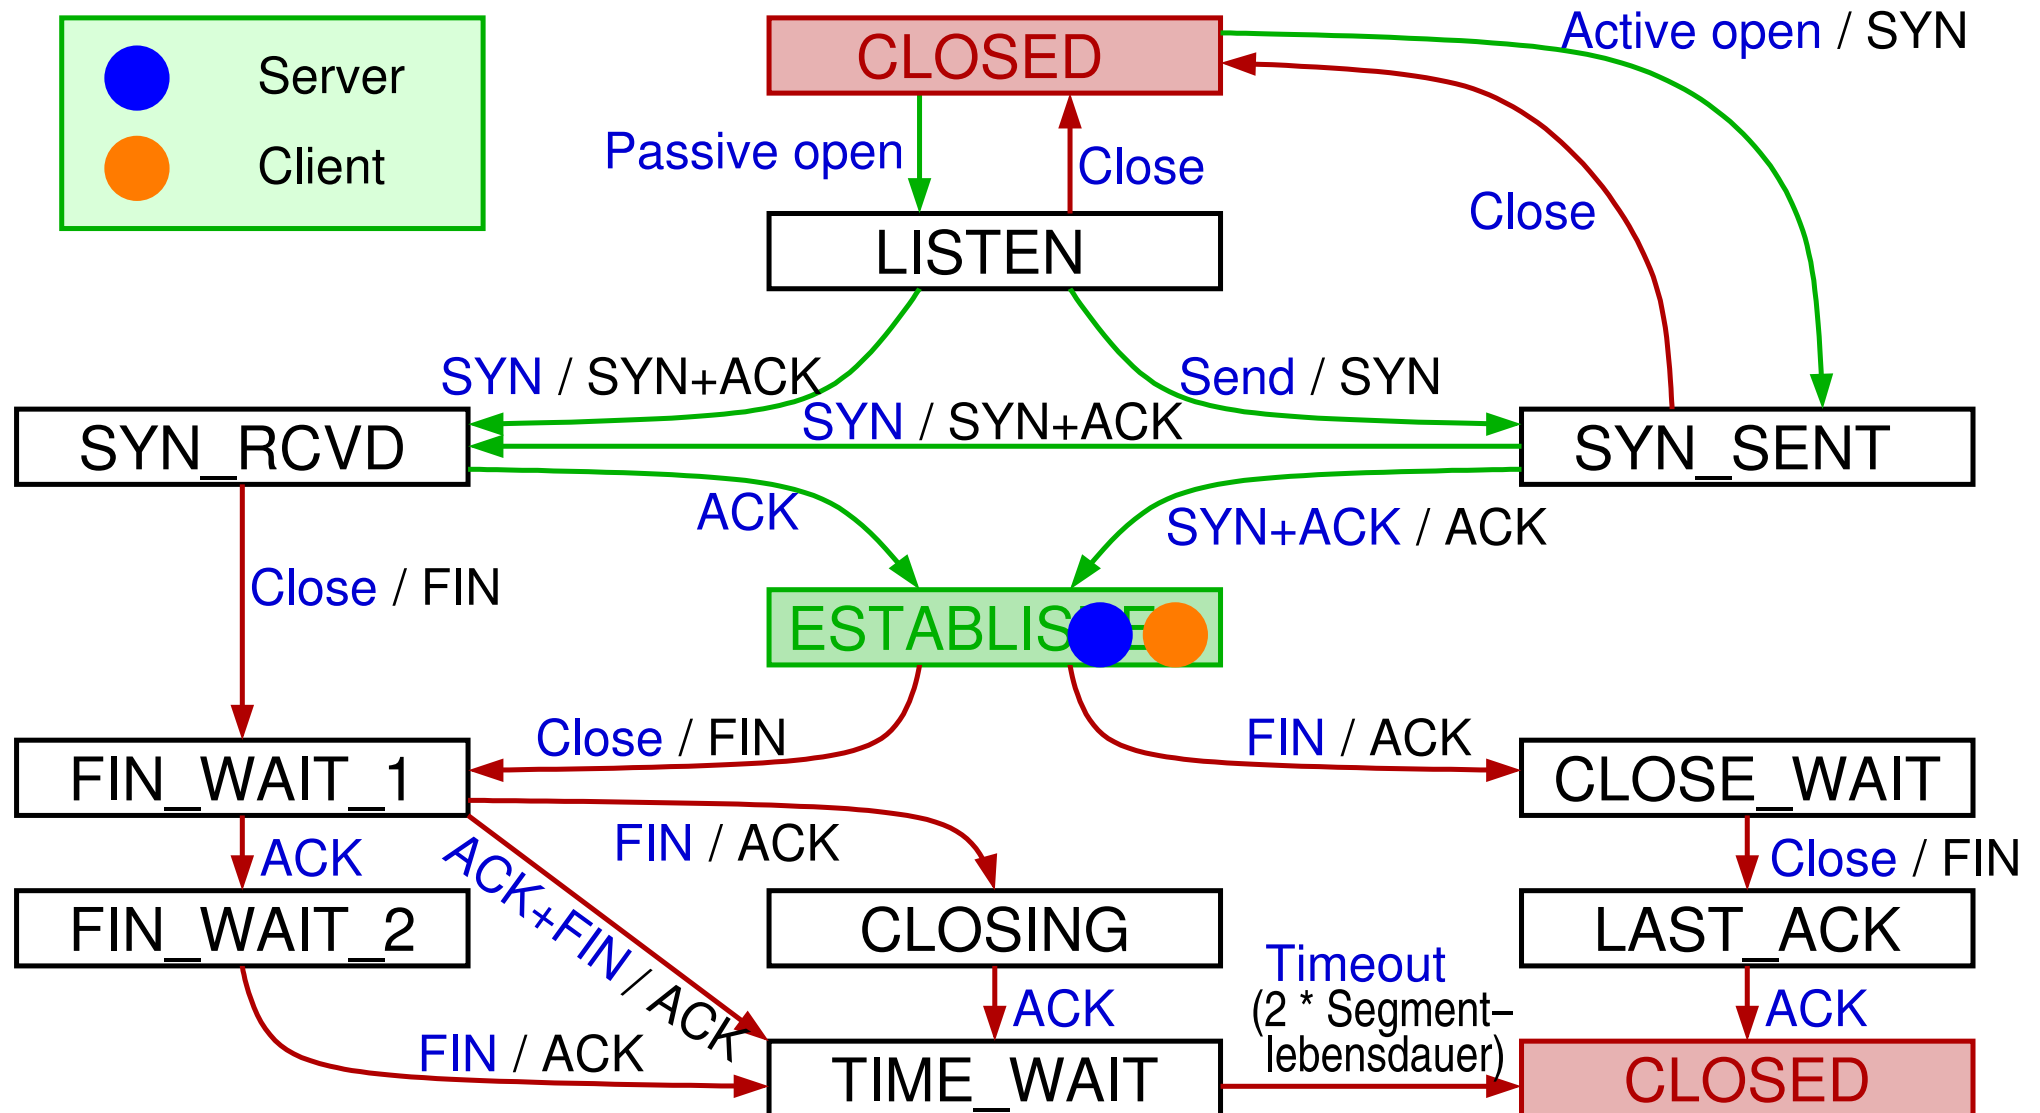 Server
Client
CLOSED
Active open / SYN
Passive open
Close
Close
LISTEN
SYN / SYN+ACK
Send / SYN
SYN / SYN+ACK
SYN_RCVD
SYN_SENT
ACK
SYN+ACK / ACK
Close / FIN
Close / FIN
FIN / ACK
FIN_WAIT_1
CLOSE_WAIT
ACK
ACK+FIN / ACK
FIN / ACK
Close / FIN
FIN_WAIT_2
CLOSING
LAST_ACK
FIN / ACK
ACK
Timeout
(2 * Segment–
lebensdauer)
ACK
TIME_WAIT
CLOSED